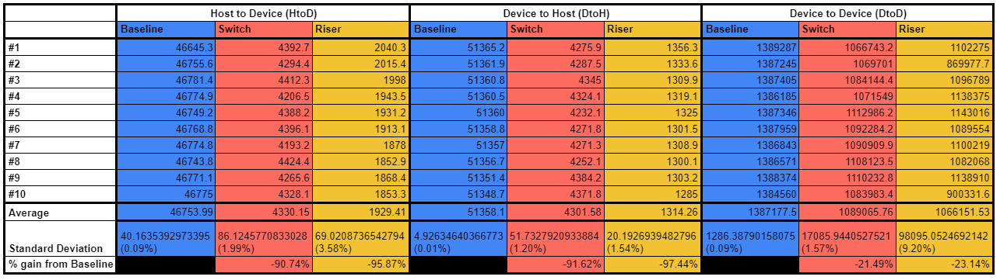 Host to Device (HtoD) Device to Host (DtoH) Device to Device (DtoD)
Baseline Switch Riser Baseline Switch Riser Baseline Switch Riser
#1 46645.3 4392.7 2040.3 51365.2 4275.9 1356.3 1389287 1066743.2 1102275
#2 46755.6 4294.4 2015.4 51361.9 4287.5 1333.6 1387245 1069701 869977.7
#3 46781.4 4412.3 1998 51360.8 4345 1309.9 1387405 1084144.4 1096789
#4 46774.9 4206.5 1943.5 51360.5 4324.1 1319.1 1386185 1071549 1138375
#5 46749.2 4388.2 1931.2 51360 4232.1 1325 1387346 1112986.2 1143016
#6 46768.8 4396.1 1913.1 51358.8 4271.8 1301.5 1387959 1092284.2 1089554
#7 46774.8 4193.2 1878 51357 4271.3 1308.9 1386843 1090909.9 1100219
#8 46743.8 4424.4 1852.9 51356.7 4252.1 1300.1 1386571 1108123.5 1082068
#9 46771.1 4265.6 1868.4 51351.4 4384.2 1303.2 1388374 1110232.8 1138910
#10 46775 4328.1 1853.3 51348.7 4371.8 1285 1384560 1083983.4 900331.6
Average 46753.99 4330.15 1929.41 51358.1 4301.58 1314.26 1387177.5 1089065.76 1066151.53
40.1635392973395 86.1245770833028 69.0208736542794 4.92634640366773 51.7327920933884 20.1926939482796 1286.38790158075 17085.9440527521 98095.0524692142
Standard Deviation (0.09%) (1.99%) (3.58%) (0.01%) (1.20%) (1.54%) (0.09%) (1.57%) (9.20%)
% gain from Baseline -90.74% -95.87% -91.62% -97.44% -21.49% -23.14%